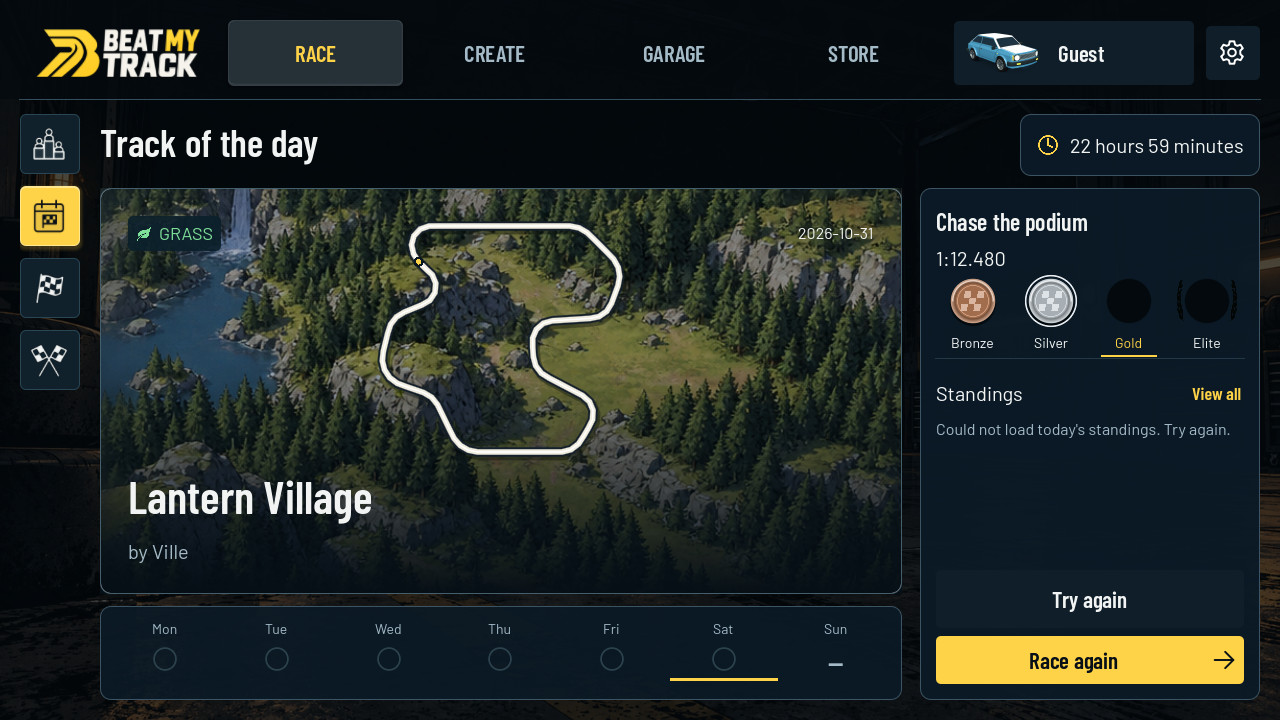 BEATMY
TRACK
RACE
CREATE
GARAGE
STORE
Guest
Track of the day
22 hours 59 minutes
GRASS
2026-10-31
Lantern Village
by Ville
Chase the podium
1:12.480
Bronze
Silver
Gold
Elite
Standings
View all
Could not load today's standings. Try again.
Try again
Race again
Mon
Tue
Wed
Thu
Fri
Sat
Sun